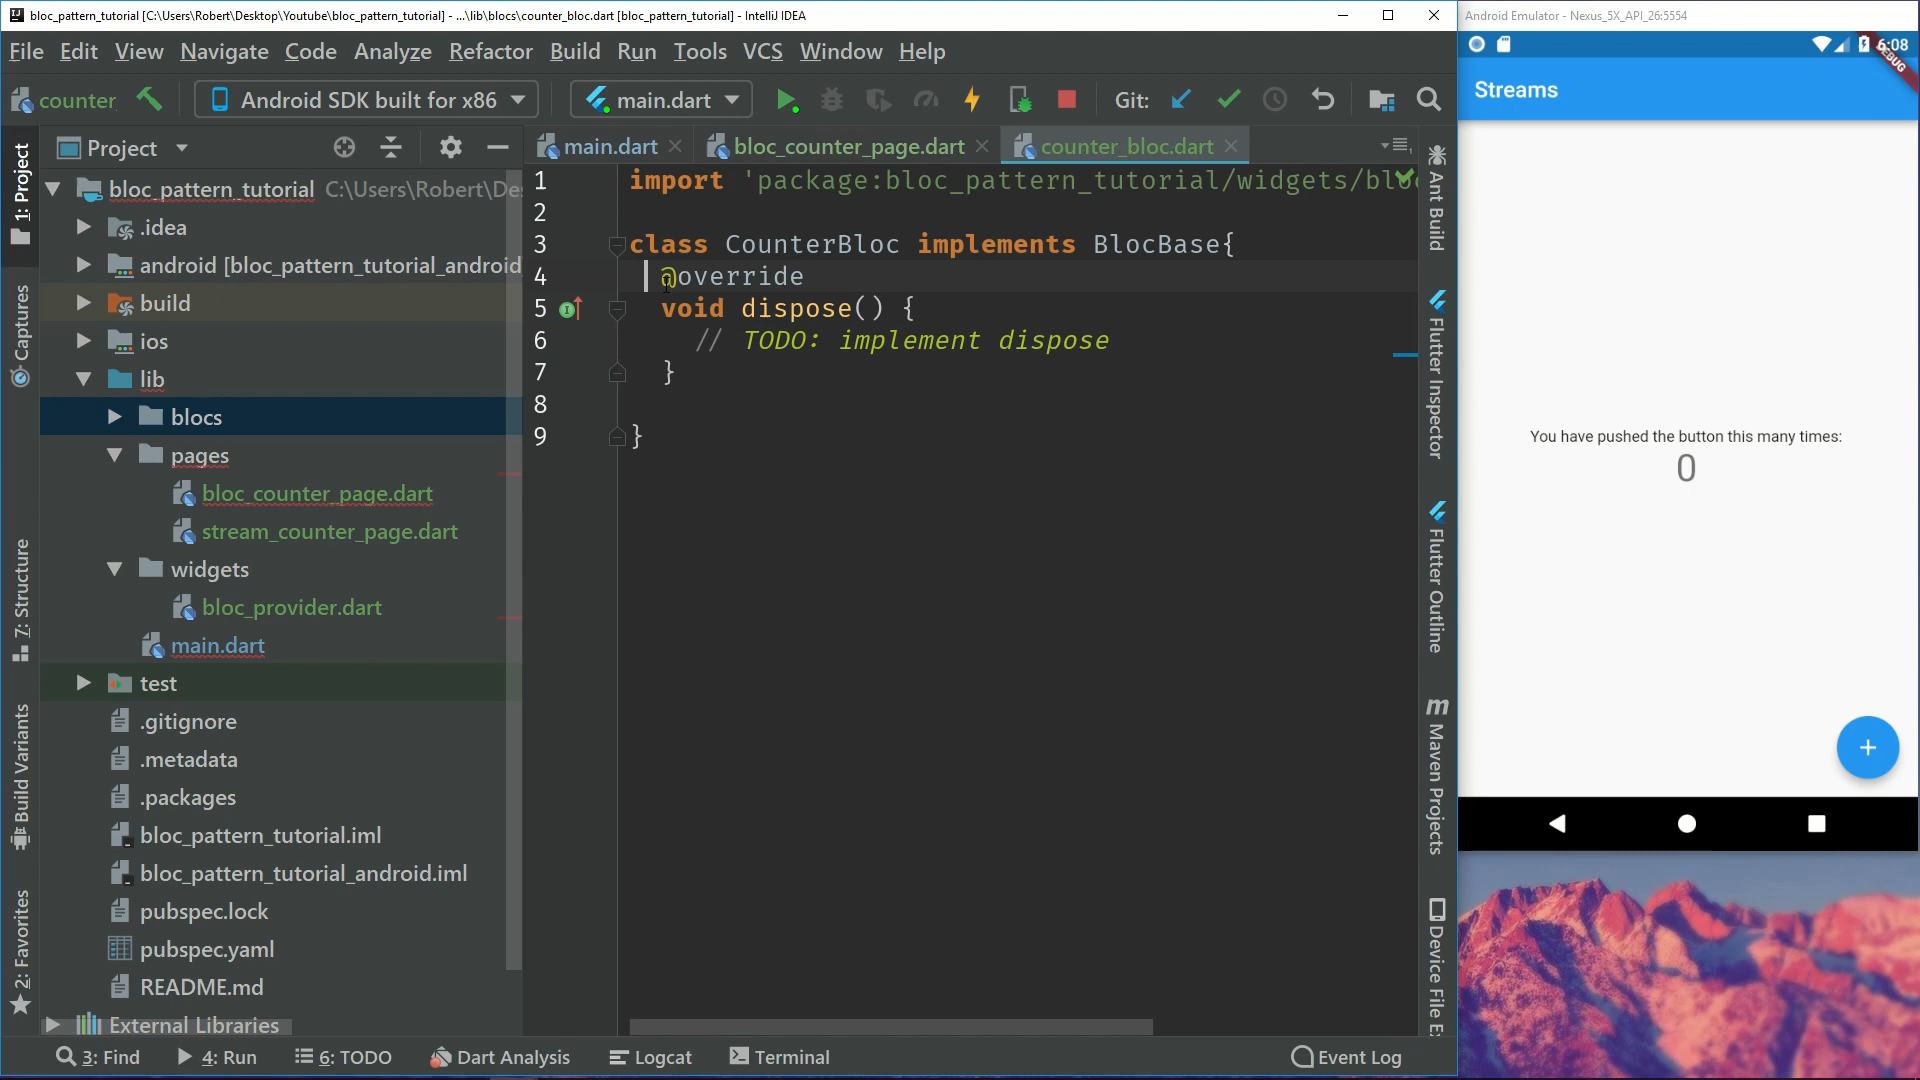 bloc_pattern_tutorial [C:\Users\Robert\Desktop\Youtube\bloc_pattern_tutorial] - ...\lib\blocs\counter_bloc.dart [bloc_pattern_tutorial] - IntelliJ IDEA
File Edit View Navigate Code Analyze Refactor Build Run Tools VCS Window Help
counter Android SDK built for x86 main.dart Git:
Project
main.dart bloc_counter_page.dart counter_bloc.dart
1: Project
Captures
7: Structure
Build Variants
2: Favorites
bloc_pattern_tutorial C:\Users\Robert\De
.idea
android [bloc_pattern_tutorial_android
build
ios
lib
blocs
pages
bloc_counter_page.dart
stream_counter_page.dart
widgets
bloc_provider.dart
main.dart
test
.gitignore
.metadata
.packages
bloc_pattern_tutorial.iml
bloc_pattern_tutorial_android.iml
pubspec.lock
pubspec.yaml
README.md
External Libraries
1 import 'package:bloc_pattern_tutorial/widgets/blo
2
3 class CounterBloc implements BlocBase{
4 @override
5 void dispose() {
6 // TODO: implement dispose
7 }
8
9 }
Ant Build
Flutter Inspector
Flutter Outline
Maven Projects
Device File E
3: Find 4: Run 6: TODO Dart Analysis Logcat Terminal Event Log
Android Emulator - Nexus_5X_API_26:5554
6:08
DEBUG
Streams
You have pushed the button this many times:
0
+